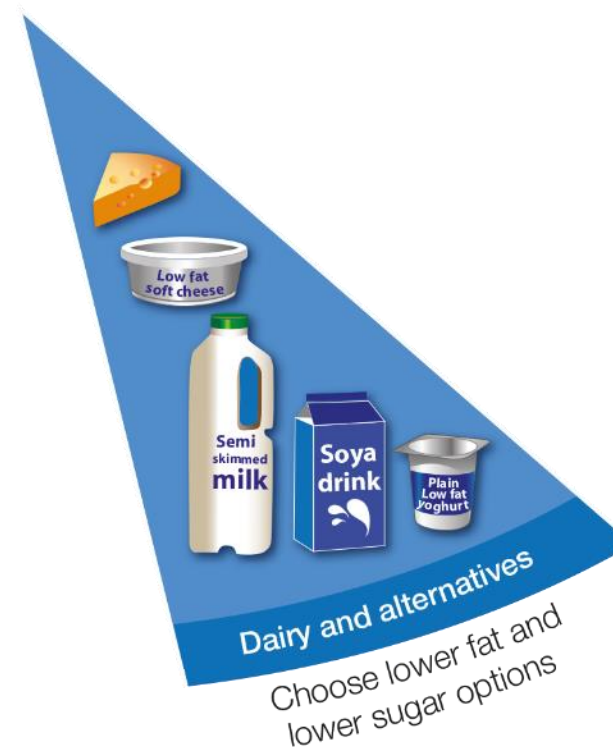 Low fat
soft cheese
Semi
skimmed
milk
Soya
drink
Plain
Low fat
yoghurt
Dairy and alternatives
Choose lower fat and
lower sugar options